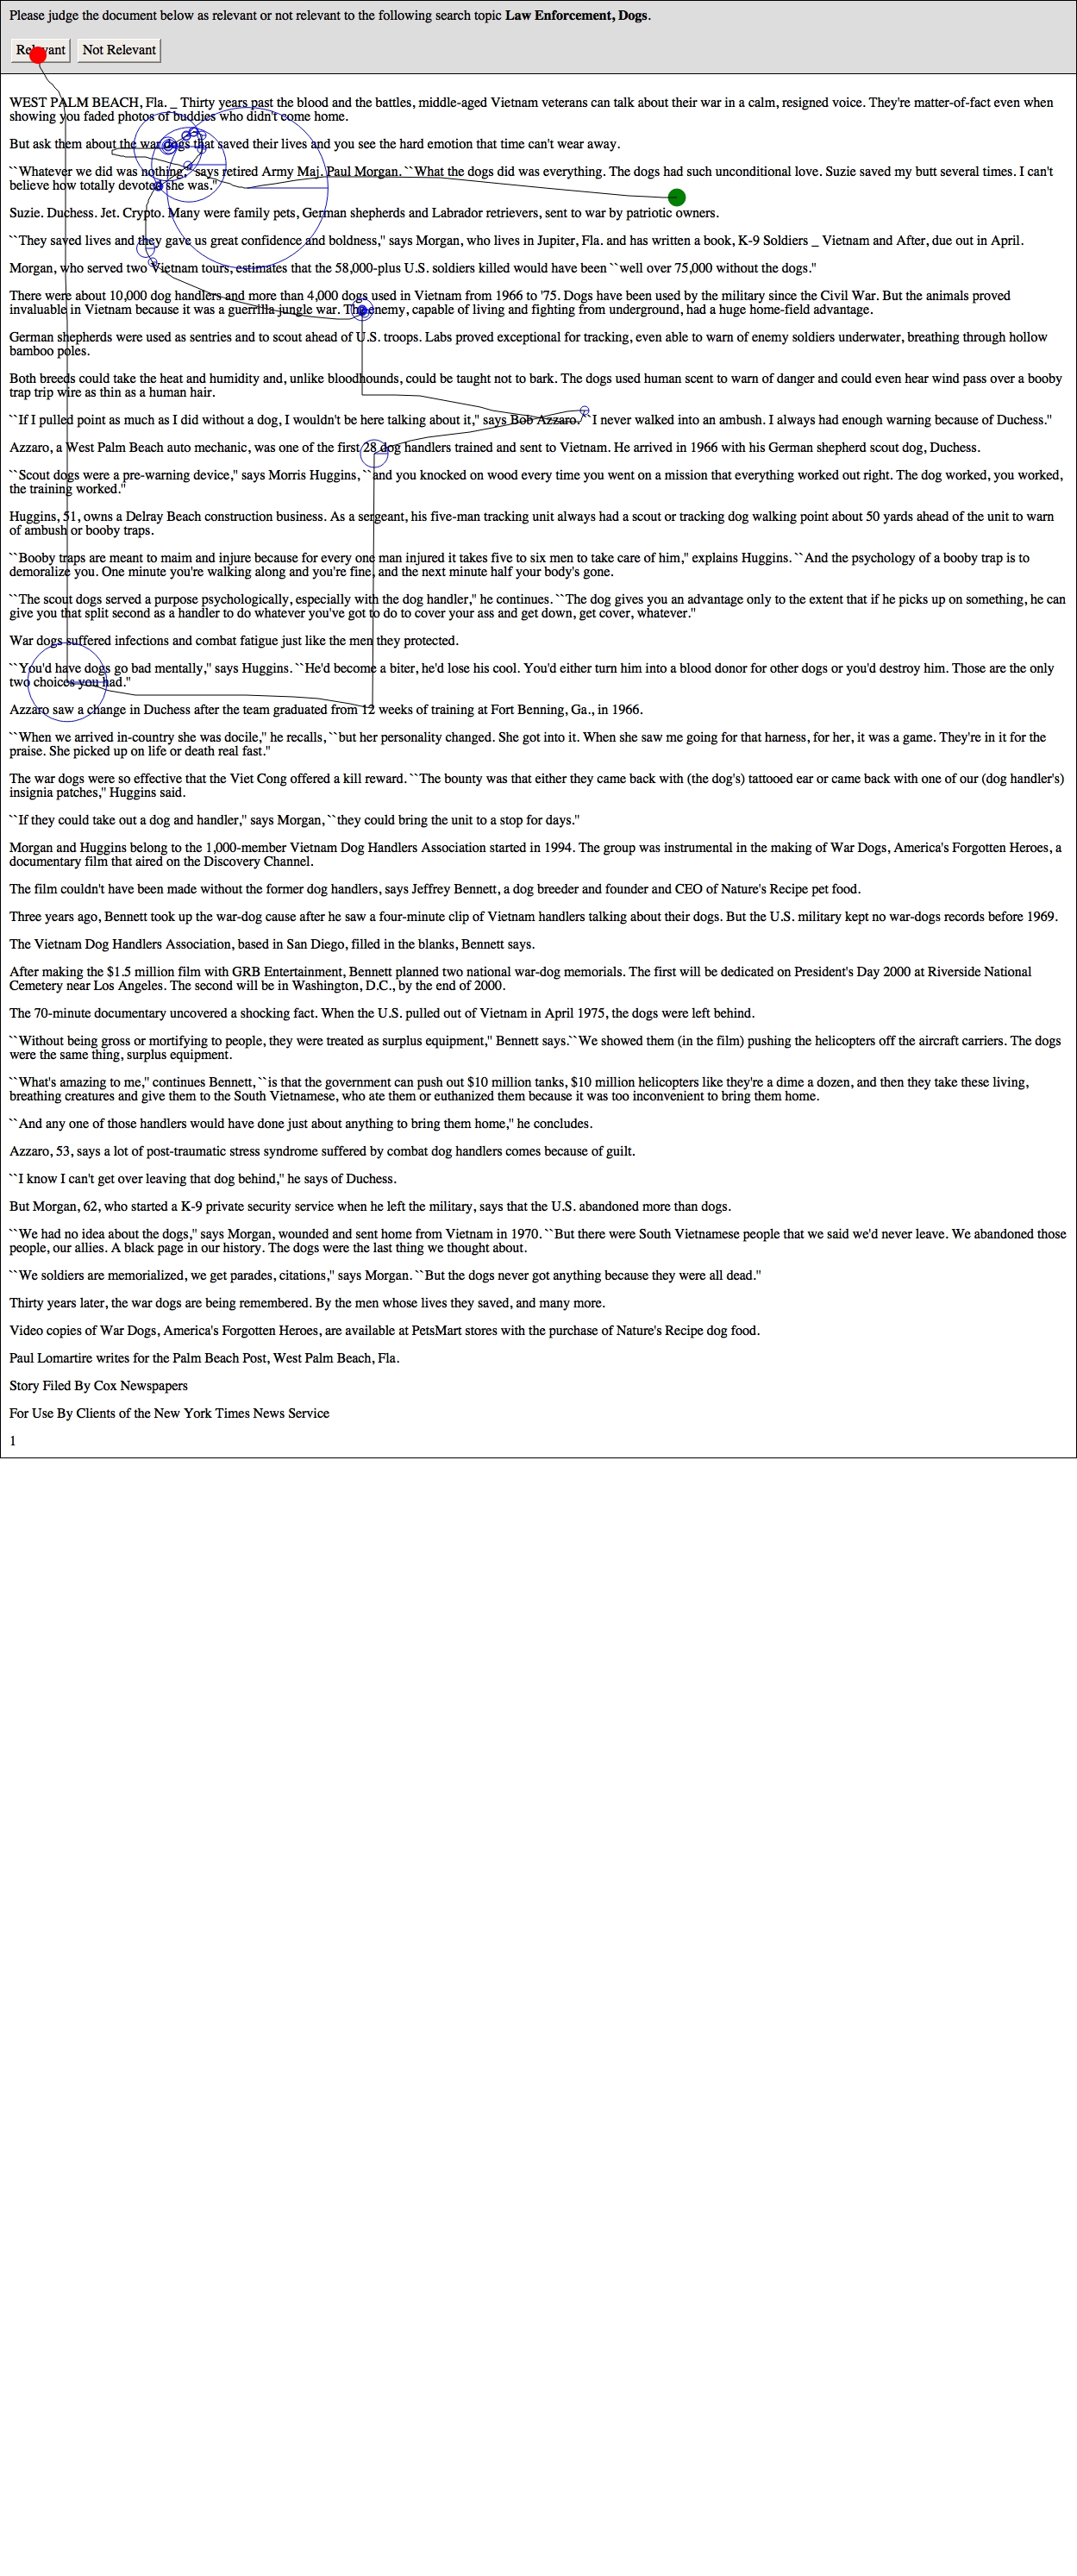 Please judge the document below as relevant or not relevant to the following search topic Law Enforcement, Dogs.
Relevant Not Relevant
WEST PALM BEACH, Fla. _ Thirty years past the blood and the battles, middle-aged Vietnam veterans can talk about their war in a calm, resigned voice. They're matter-of-fact even when
showing you faded photos of buddies who didn't come home.
But ask them about the war dogs that saved their lives and you see the hard emotion that time can't wear away.
``Whatever we did was nothing,'' says retired Army Maj. Paul Morgan. ``What the dogs did was everything. The dogs had such unconditional love. Suzie saved my butt several times. I can't
believe how totally devoted she was.''
Suzie. Duchess. Jet. Crypto. Many were family pets, German shepherds and Labrador retrievers, sent to war by patriotic owners.
``They saved lives and they gave us great confidence and boldness,'' says Morgan, who lives in Jupiter, Fla. and has written a book, K-9 Soldiers _ Vietnam and After, due out in April.
Morgan, who served two Vietnam tours, estimates that the 58,000-plus U.S. soldiers killed would have been ``well over 75,000 without the dogs.''
There were about 10,000 dog handlers and more than 4,000 dogs used in Vietnam from 1966 to '75. Dogs have been used by the military since the Civil War. But the animals proved
invaluable in Vietnam because it was a guerrilla jungle war. The enemy, capable of living and fighting from underground, had a huge home-field advantage.
German shepherds were used as sentries and to scout ahead of U.S. troops. Labs proved exceptional for tracking, even able to warn of enemy soldiers underwater, breathing through hollow
bamboo poles.
Both breeds could take the heat and humidity and, unlike bloodhounds, could be taught not to bark. The dogs used human scent to warn of danger and could even hear wind pass over a booby
trap trip wire as thin as a human hair.
``If I pulled point as much as I did without a dog, I wouldn't be here talking about it,'' says Bob Azzaro. ``I never walked into an ambush. I always had enough warning because of Duchess.''
Azzaro, a West Palm Beach auto mechanic, was one of the first 28 dog handlers trained and sent to Vietnam. He arrived in 1966 with his German shepherd scout dog, Duchess.
``Scout dogs were a pre-warning device,'' says Morris Huggins, ``and you knocked on wood every time you went on a mission that everything worked out right. The dog worked, you worked,
the training worked.''
Huggins, 51, owns a Delray Beach construction business. As a sergeant, his five-man tracking unit always had a scout or tracking dog walking point about 50 yards ahead of the unit to warn
of ambush or booby traps.
``Booby traps are meant to maim and injure because for every one man injured it takes five to six men to take care of him,'' explains Huggins. ``And the psychology of a booby trap is to
demoralize you. One minute you're walking along and you're fine, and the next minute half your body's gone.
``The scout dogs served a purpose psychologically, especially with the dog handler,'' he continues. ``The dog gives you an advantage only to the extent that if he picks up on something, he can
give you that split second as a handler to do whatever you've got to do to cover your ass and get down, get cover, whatever.''
War dogs suffered infections and combat fatigue just like the men they protected.
``You'd have dogs go bad mentally,'' says Huggins. ``He'd become a biter, he'd lose his cool. You'd either turn him into a blood donor for other dogs or you'd destroy him. Those are the only
two choices you had.''
Azzaro saw a change in Duchess after the team graduated from 12 weeks of training at Fort Benning, Ga., in 1966.
``When we arrived in-country she was docile,'' he recalls, ``but her personality changed. She got into it. When she saw me going for that harness, for her, it was a game. They're in it for the
praise. She picked up on life or death real fast.''
The war dogs were so effective that the Viet Cong offered a kill reward. ``The bounty was that either they came back with (the dog's) tattooed ear or came back with one of our (dog handler's)
insignia patches,'' Huggins said.
``If they could take out a dog and handler,'' says Morgan, ``they could bring the unit to a stop for days.''
Morgan and Huggins belong to the 1,000-member Vietnam Dog Handlers Association started in 1994. The group was instrumental in the making of War Dogs, America's Forgotten Heroes, a
documentary film that aired on the Discovery Channel.
The film couldn't have been made without the former dog handlers, says Jeffrey Bennett, a dog breeder and founder and CEO of Nature's Recipe pet food.
Three years ago, Bennett took up the war-dog cause after he saw a four-minute clip of Vietnam handlers talking about their dogs. But the U.S. military kept no war-dogs records before 1969.
The Vietnam Dog Handlers Association, based in San Diego, filled in the blanks, Bennett says.
After making the $1.5 million film with GRB Entertainment, Bennett planned two national war-dog memorials. The first will be dedicated on President's Day 2000 at Riverside National
Cemetery near Los Angeles. The second will be in Washington, D.C., by the end of 2000.
The 70-minute documentary uncovered a shocking fact. When the U.S. pulled out of Vietnam in April 1975, the dogs were left behind.
``Without being gross or mortifying to people, they were treated as surplus equipment,'' Bennett says.``We showed them (in the film) pushing the helicopters off the aircraft carriers. The dogs
were the same thing, surplus equipment.
``What's amazing to me,'' continues Bennett, ``is that the government can push out $10 million tanks, $10 million helicopters like they're a dime a dozen, and then they take these living,
breathing creatures and give them to the South Vietnamese, who ate them or euthanized them because it was too inconvenient to bring them home.
``And any one of those handlers would have done just about anything to bring them home,'' he concludes.
Azzaro, 53, says a lot of post-traumatic stress syndrome suffered by combat dog handlers comes because of guilt.
``I know I can't get over leaving that dog behind,'' he says of Duchess.
But Morgan, 62, who started a K-9 private security service when he left the military, says that the U.S. abandoned more than dogs.
``We had no idea about the dogs,'' says Morgan, wounded and sent home from Vietnam in 1970. ``But there were South Vietnamese people that we said we'd never leave. We abandoned those
people, our allies. A black page in our history. The dogs were the last thing we thought about.
``We soldiers are memorialized, we get parades, citations,'' says Morgan. ``But the dogs never got anything because they were all dead.''
Thirty years later, the war dogs are being remembered. By the men whose lives they saved, and many more.
Video copies of War Dogs, America's Forgotten Heroes, are available at PetsMart stores with the purchase of Nature's Recipe dog food.
Paul Lomartire writes for the Palm Beach Post, West Palm Beach, Fla.
Story Filed By Cox Newspapers
For Use By Clients of the New York Times News Service
1